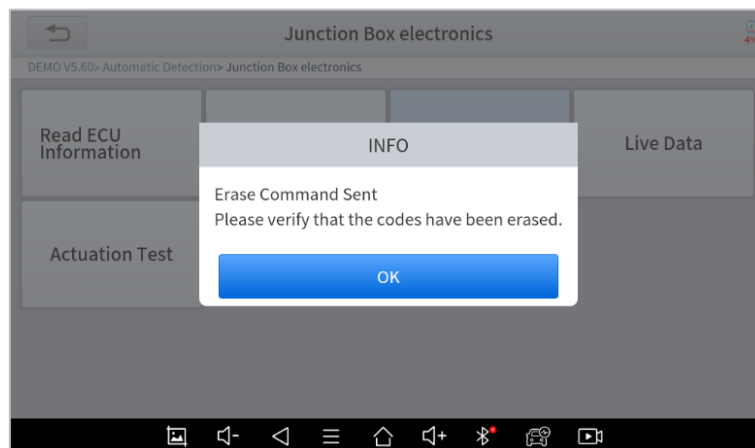 Junction Box electronics
DEMO V5.60> Automatic Detection> Junction Box electronics
Read ECU
Information
Live Data
Actuation Test
INFO
Erase Command Sent
Please verify that the codes have been erased.
OK